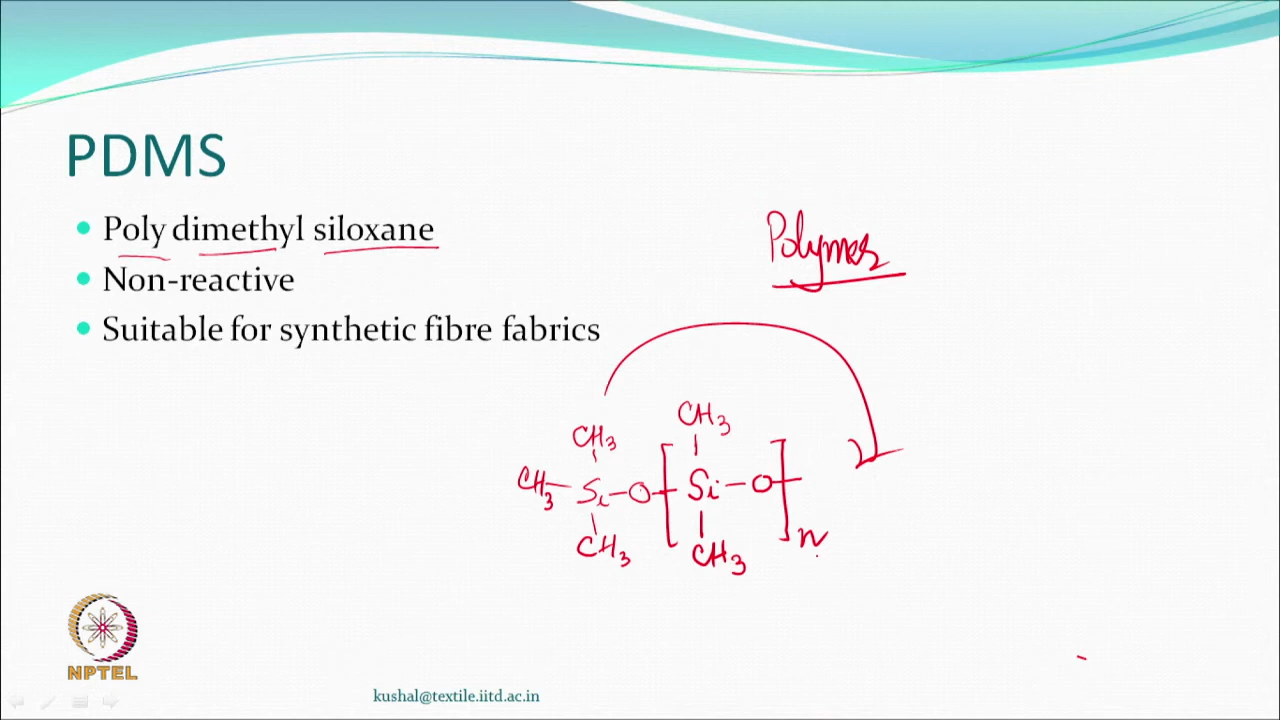 PDMS
Poly dimethyl siloxane
Non-reactive
Suitable for synthetic fibre fabrics
Polymer
CH3 CH3
CH3-Si-O-[Si-O-]n
CH3 CH3
NPTEL
kushal@textile.iitd.ac.in